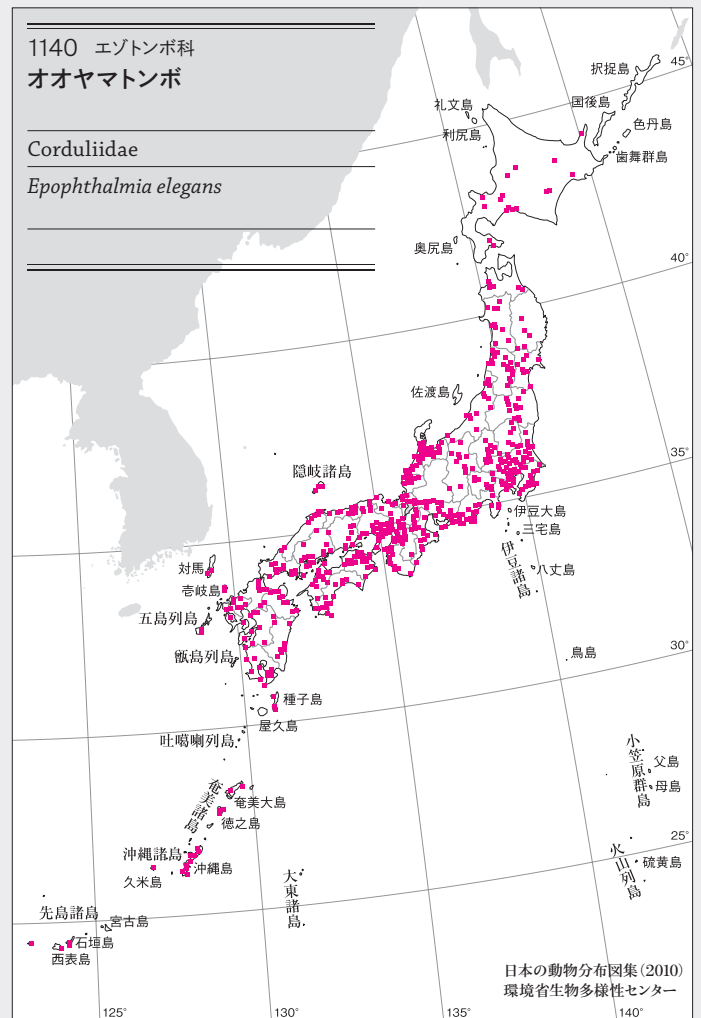 1140 エゾトンボ科
オオヤマトンボ
Corduliidae
Epophthalmia elegans
択捉島
45°
礼文島
国後島
利尻島
色丹島
歯舞群島
奥尻島
40°
佐渡島
35°
隠岐諸島
伊豆大島
三宅島
伊豆諸島
八丈島
対馬
壱岐島
五島列島
甑島列島
鳥島
30°
種子島
屋久島
吐噶喇列島
小笠原群島
父島
母島
奄美諸島
奄美大島
徳之島
25°
沖縄諸島
沖縄島
久米島
火山列島
硫黄島
大東諸島
先島諸島
宮古島
石垣島
西表島
日本の動物分布図集(2010)
環境省生物多様性センター
125°
130°
135°
140°